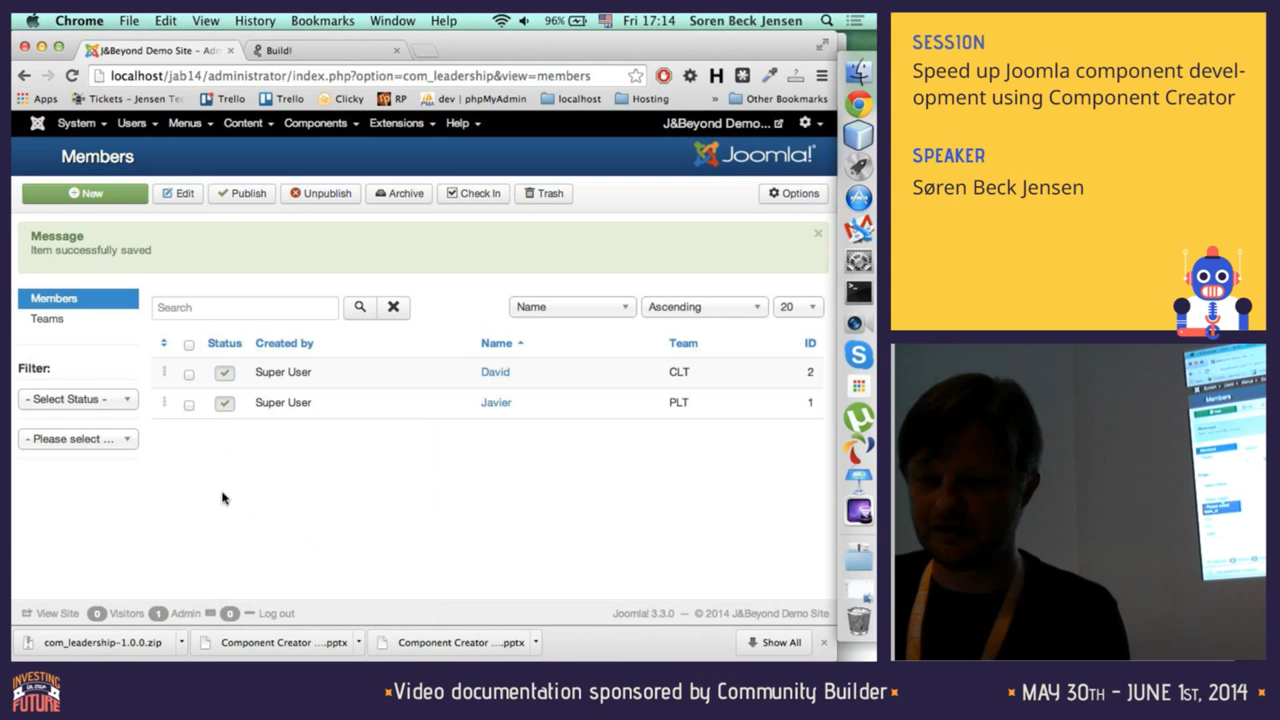 Chrome File Edit View History Bookmarks Window Help 96% Fri 17:14 Soren Beck Jensen
J&Beyond Demo Site - Adm
Build!
localhost/jab14/administrator/index.php?option=com_leadership&view=members
Apps Tickets - Jensen Te Trello Trello Clicky RP dev | phpMyAdmin localhost Hosting » Other Bookmarks
System Users Menus Content Components Extensions Help J&Beyond Demo...
Members
Joomla!
New Edit Publish Unpublish Archive Check In Trash Options
Message
Item successfully saved
Members
Teams
Search
Name Ascending 20
Status Created by Name Team ID
Super User David CLT 2
Super User Javier PLT 1
Filter:
- Select Status -
- Please select ...
View Site 0 Visitors 1 Admin 0 Log out
Joomla! 3.3.0 — © 2014 J&Beyond Demo Site
com_leadership-1.0.0.zip Component Creator ....pptx Component Creator ....pptx Show All
SESSION
Speed up Joomla component devel-
opment using Component Creator
SPEAKER
Søren Beck Jensen
INVESTING
IN OUR
FUTURE
Video documentation sponsored by Community Builder
MAY 30TH - JUNE 1ST, 2014